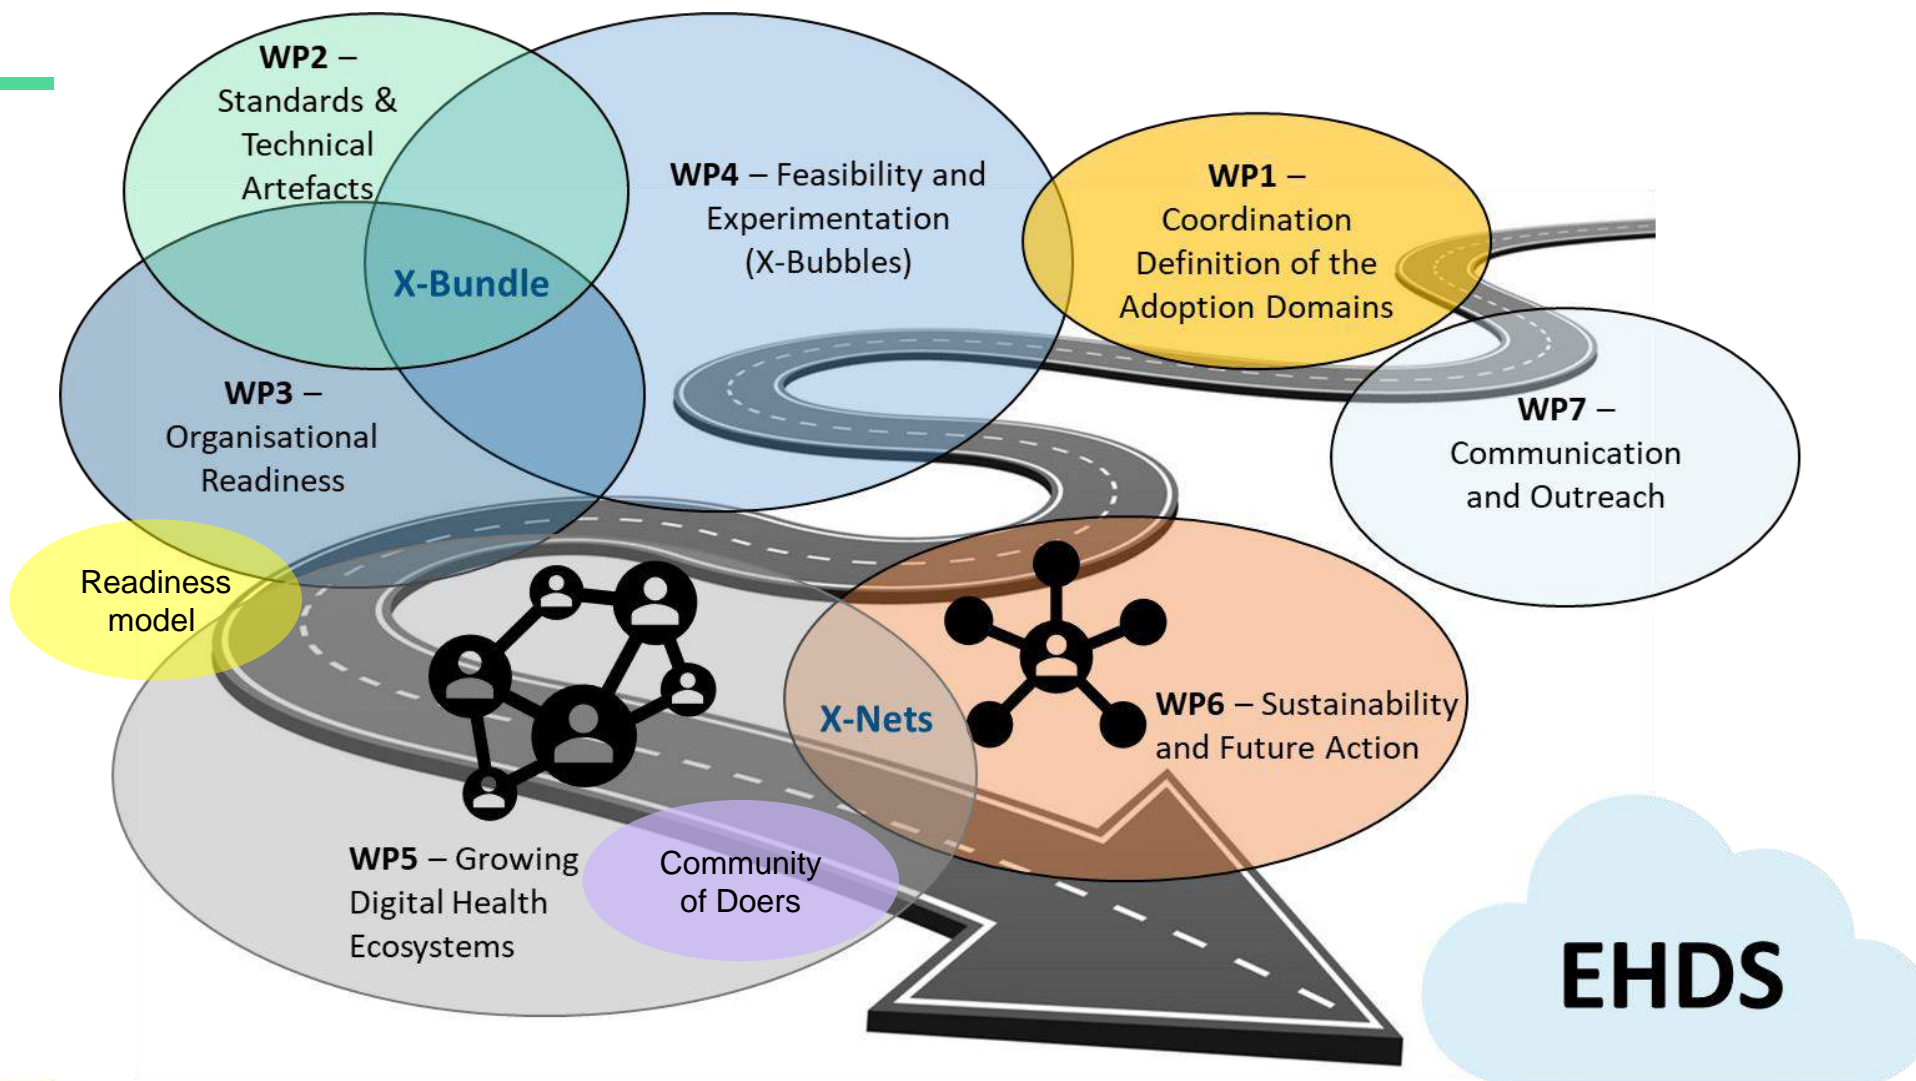 WP2 –
Standards &
Technical
Artefacts
X-Bundle
WP3 –
Organisational
Readiness
WP4 – Feasibility and
Experimentation
(X-Bubbles)
WP1 –
Coordination
Definition of the
Adoption Domains
WP7 –
Communication
and Outreach
Readiness
model
X-Nets
WP6 – Sustainability
and Future Action
WP5 – Growing
Digital Health
Ecosystems
Community
of Doers
EHDS